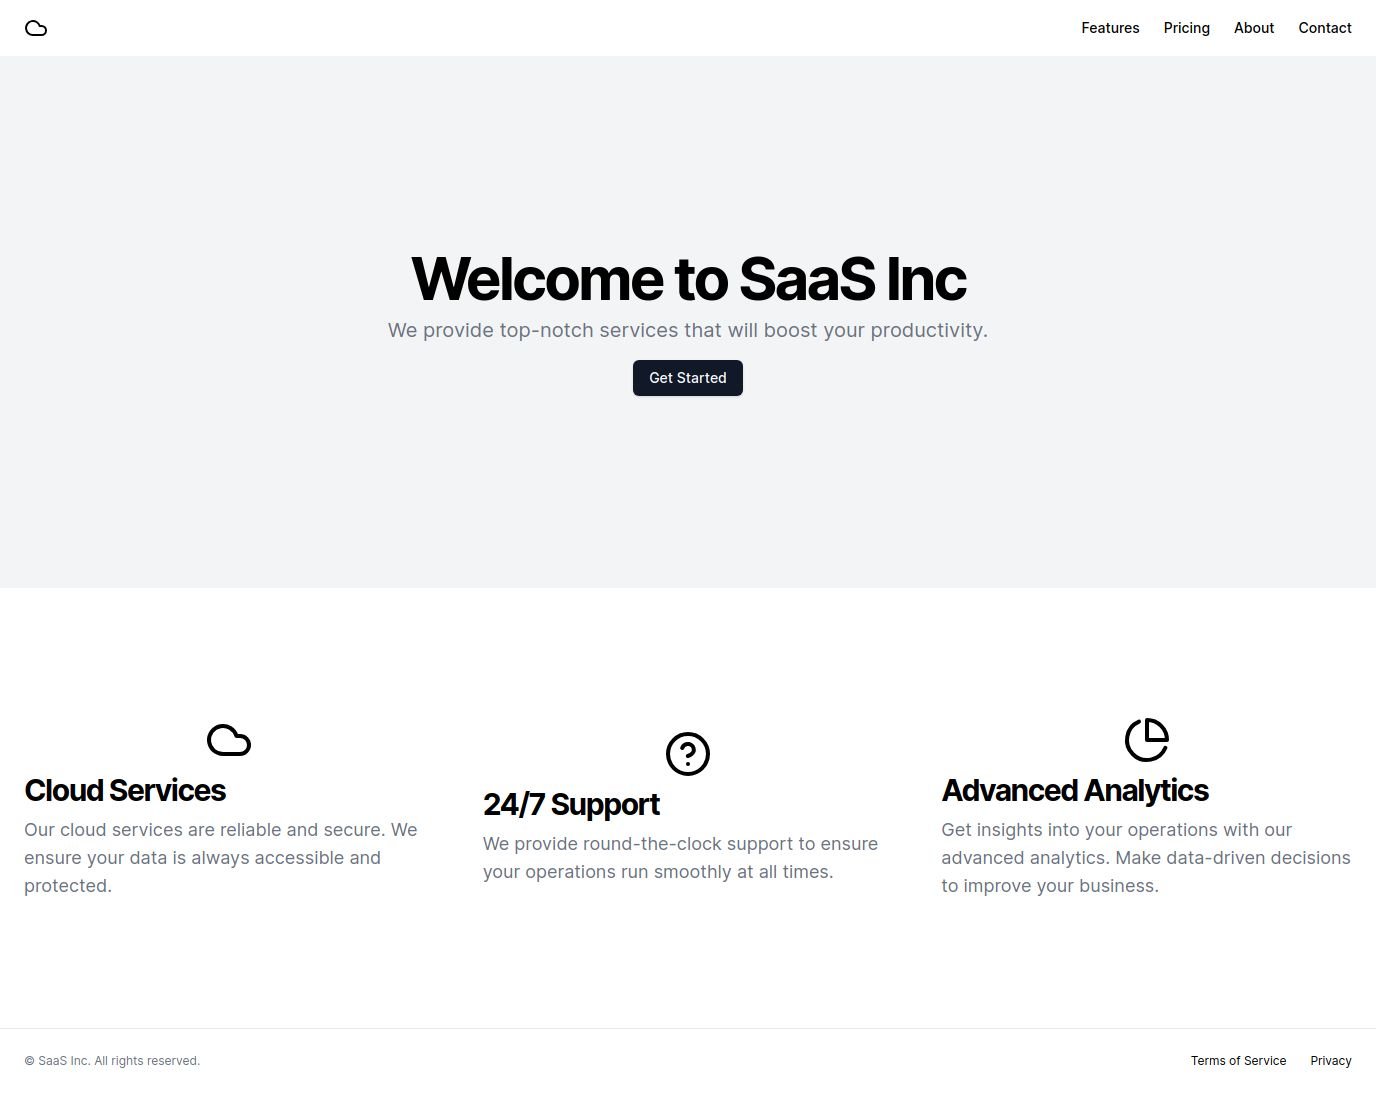 Features
Pricing
About
Contact
Welcome to SaaS Inc
We provide top-notch services that will boost your productivity.
Get Started
Cloud Services
Our cloud services are reliable and secure. We
ensure your data is always accessible and
protected.
24/7 Support
We provide round-the-clock support to ensure
your operations run smoothly at all times.
Advanced Analytics
Get insights into your operations with our
advanced analytics. Make data-driven decisions
to improve your business.
© SaaS Inc. All rights reserved.
Terms of Service
Privacy